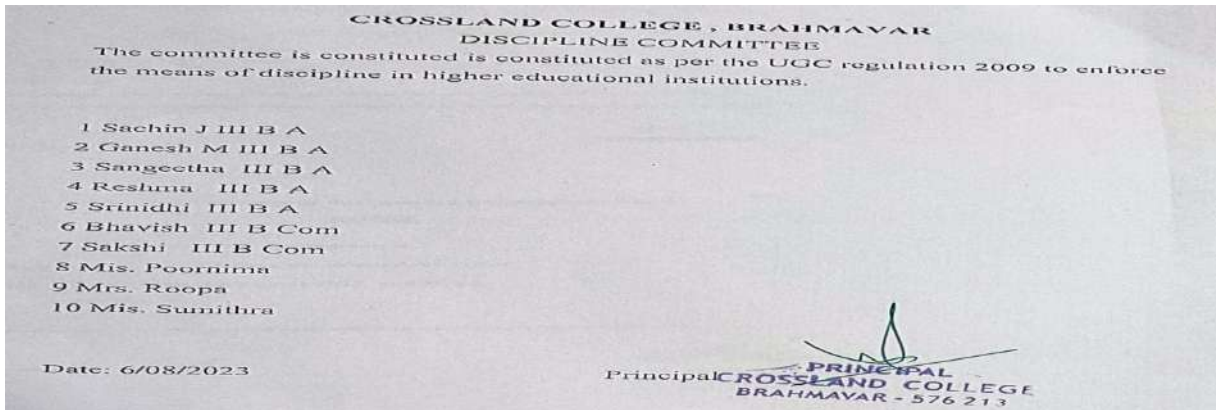 CROSSLAND COLLEGE , BRAHMAVAR
DISCIPLINE COMMITTEE
The committee is constituted is constituted as per the UGC regulation 2009 to enforce
the means of discipline in higher educational institutions.
1 Sachin J III B A
2 Ganesh M III B A
3 Sangeetha III B A
4 Reshma III B A
5 Srinidhi III B A
6 Bhavish III B Com
7 Sakshi III B Com
8 Mis. Poornima
9 Mrs. Roopa
10 Mis. Sumithra
Date: 6/08/2023
Principal
PRINCIPAL
CROSSLAND COLLEGE
BRAHMAVAR - 576 213